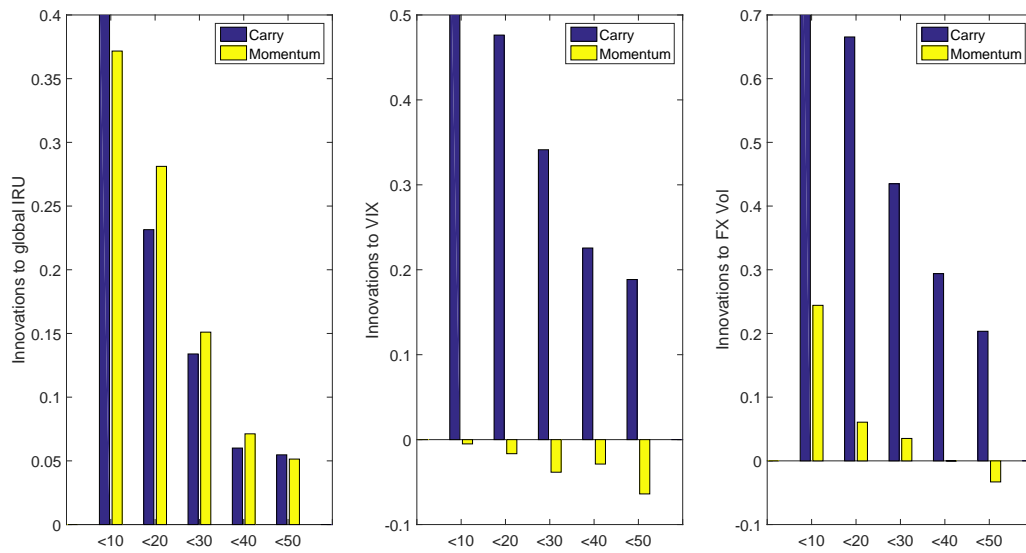 Innovations to global IRU
0.4
0.35
0.3
0.25
0.2
0.15
0.1
0.05
0
<10 <20 <30 <40 <50
Carry
Momentum
Innovations to VIX
0.5
0.4
0.3
0.2
0.1
0
-0.1
<10 <20 <30 <40 <50
Carry
Momentum
Innovations to FX Vol
0.7
0.6
0.5
0.4
0.3
0.2
0.1
0
-0.1
<10 <20 <30 <40 <50
Carry
Momentum